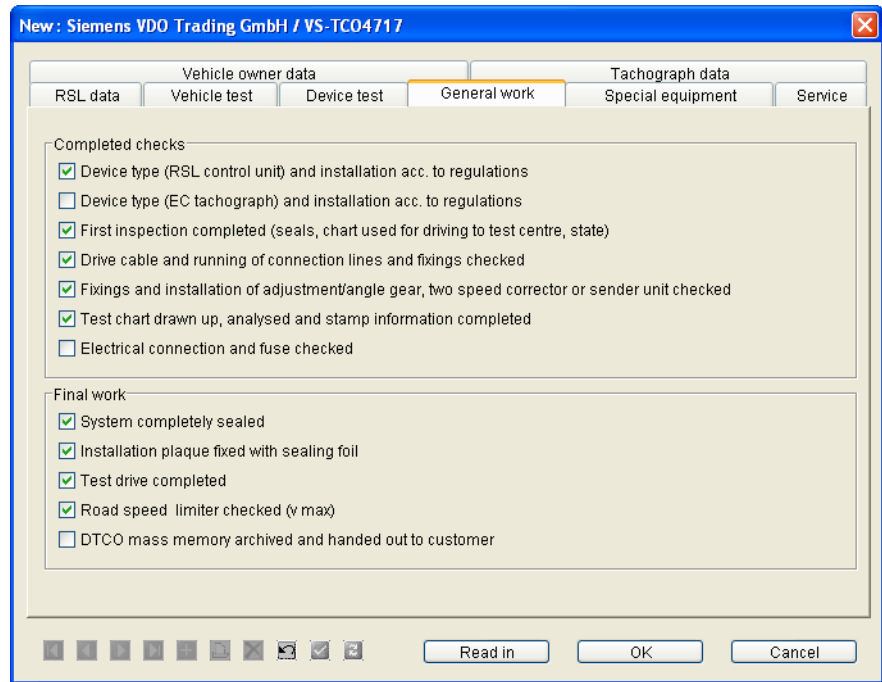 New : Siemens VDO Trading GmbH / VS-TCO4717
Vehicle owner data Tachograph data
RSL data Vehicle test Device test General work Special equipment Service
Completed checks
Device type (RSL control unit) and installation acc. to regulations
Device type (EC tachograph) and installation acc. to regulations
First inspection completed (seals, chart used for driving to test centre, state)
Drive cable and running of connection lines and fixings checked
Fixings and installation of adjustment/angle gear, two speed corrector or sender unit checked
Test chart drawn up, analysed and stamp information completed
Electrical connection and fuse checked
Final work
System completely sealed
Installation plaque fixed with sealing foil
Test drive completed
Road speed limiter checked (v max)
DTCO mass memory archived and handed out to customer
Read in OK Cancel